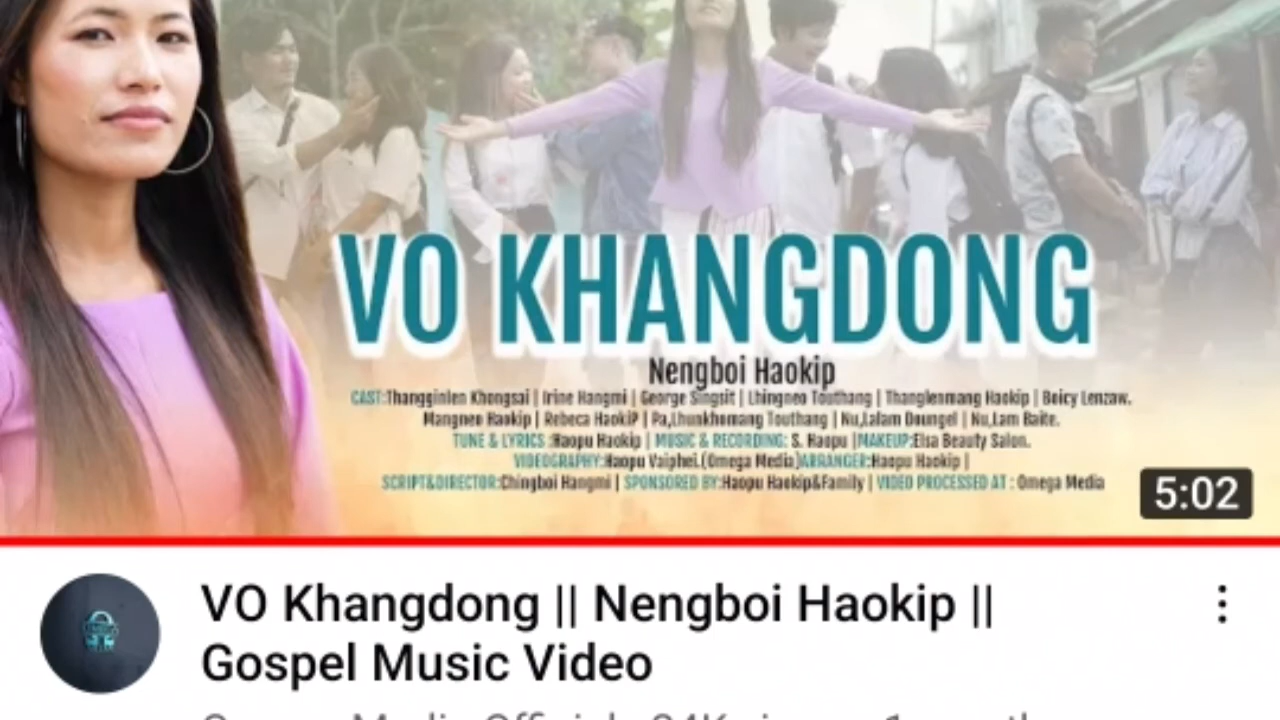 VO KHANGDONG
Nengboi Haokip
CAST:Thangginlen Khongsai | Irine Hangmi | George Singsit | Lhingneo Touthang | Thanglenmang Haokip | Boicy Lenzaw.
Mangneo Haokip | Rebeca HaokiP | Pa,Lhunkhomang Touthang | Nu,Lalam Doungel | Nu,Lam Baite.
TUNE & LYRICS :Haopu Haokip | MUSIC & RECORDING: S. Haopu |MAKEUP:Elsa Beauty Salon.
VIDEOGRAPHY:Haopu Vaiphei.(Omega Media)ARRANGER:Haopu Haokip |
SCRIPT&DIRECTOR:Chingboi Hangmi | SPONSORED BY:Haopu Haokip&Family | VIDEO PROCESSED AT : Omega Media
5:02
VO Khangdong || Nengboi Haokip ||
Gospel Music Video